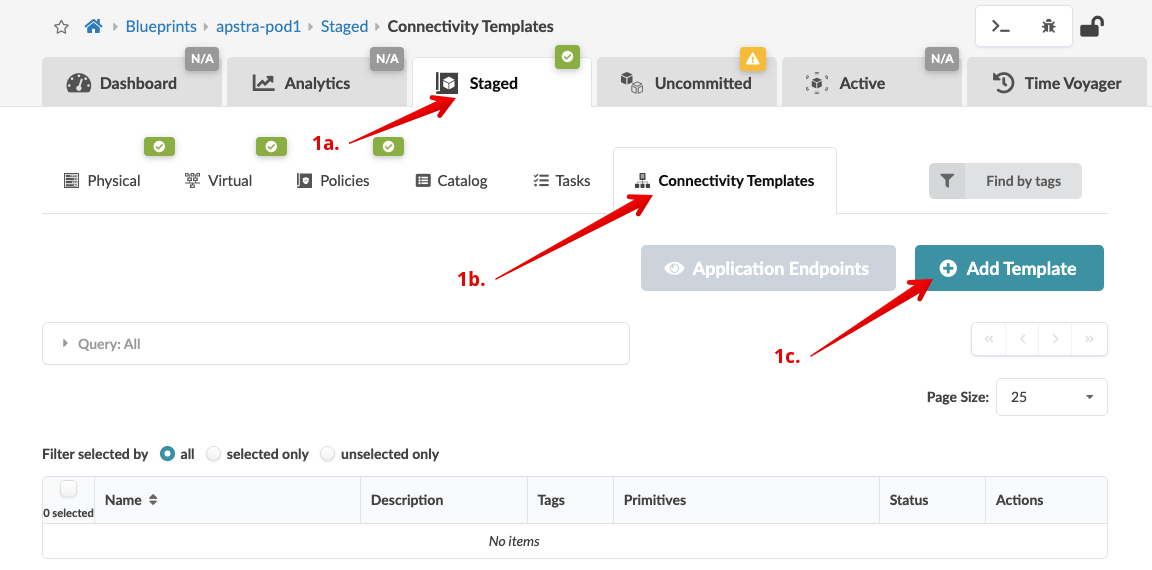 Blueprints apstra-pod1 Staged Connectivity Templates
N/A N/A N/A
Dashboard Analytics Staged Uncommitted Active Time Voyager
1a.
Physical Virtual Policies Catalog Tasks Connectivity Templates Find by tags
1b.
Application Endpoints Add Template
1c.
Query: All
« ‹ › »
Page Size: 25
Filter selected by all selected only unselected only
0 selected Name Description Tags Primitives Status Actions
No items